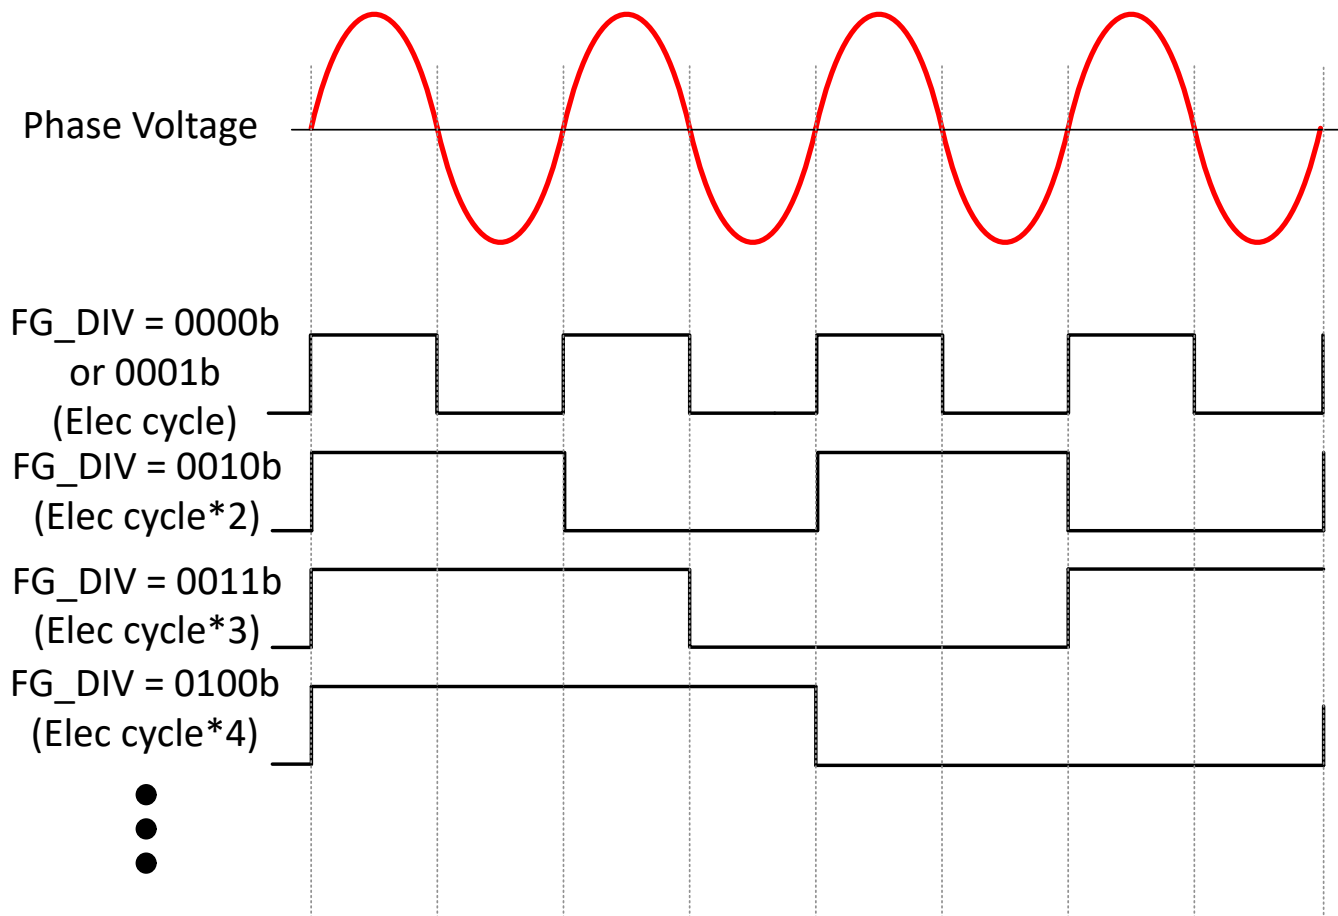 Phase Voltage
FG_DIV = 0000b
or 0001b
(Elec cycle)
FG_DIV = 0010b
(Elec cycle*2)
FG_DIV = 0011b
(Elec cycle*3)
FG_DIV = 0100b
(Elec cycle*4)